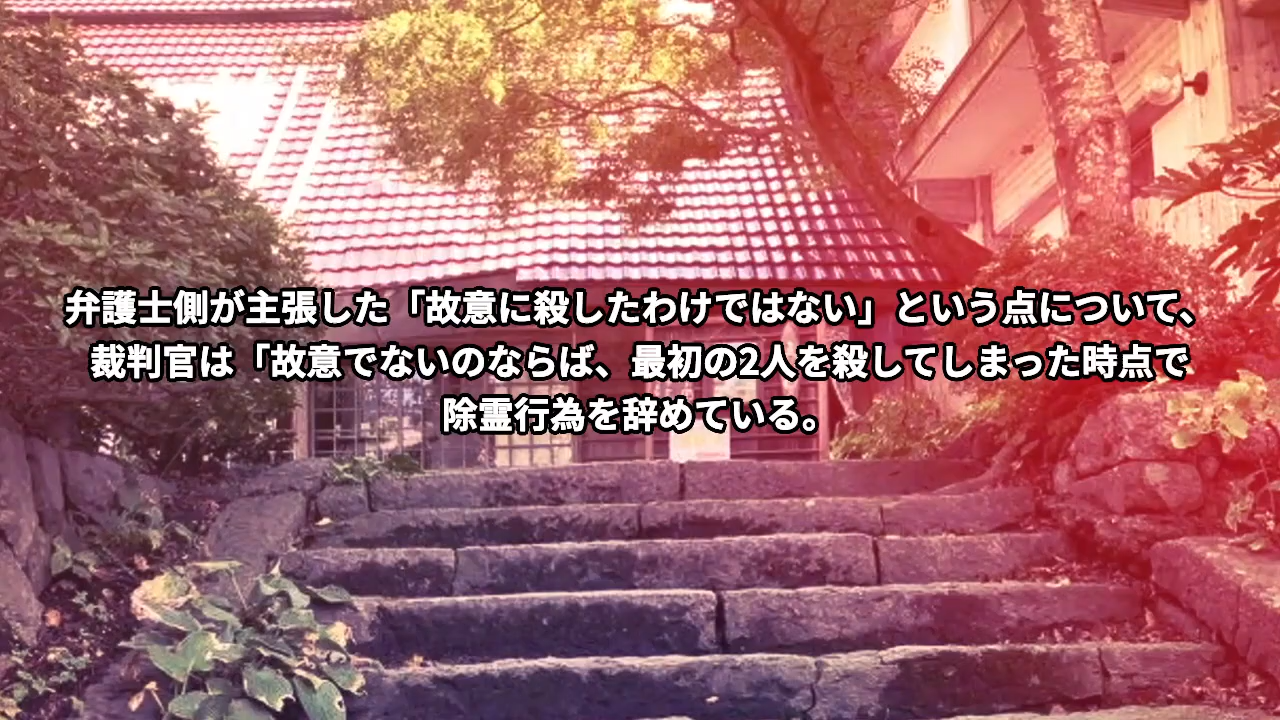 弁護士側が主張した「故意に殺したわけではない」という点について、
裁判官は「故意でないのならば、最初の2人を殺してしまった時点で
除霊行為を辞めている。